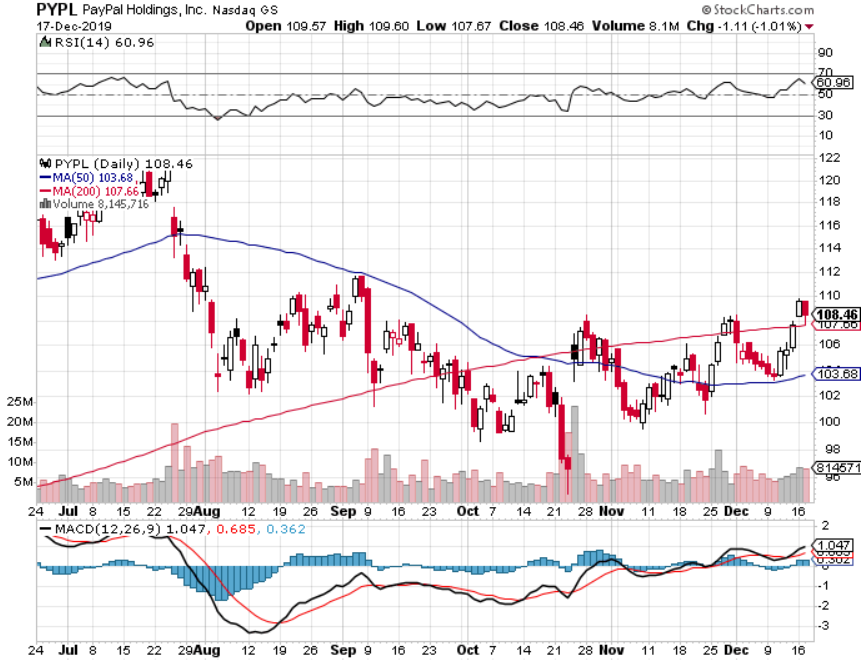 PYPL PayPal Holdings, Inc. Nasdaq GS © StockCharts.com
17-Dec-2019 Open 109.57 High 109.60 Low 107.67 Close 108.46 Volume 8.1M Chg -1.11 (-1.01%)
RSI(14) 60.96
90
70
60.96
50
30
10
PYPL (Daily) 108.46
MA(50) 103.68
MA(200) 107.66
Volume 8,145,716
122
120
118
116
114
112
110
108.46
107.66
106
103.68
102
100
98
96
814571
25M
20M
15M
10M
5M
24 Jul 8 15 22 29 Aug 12 19 26 Sep 9 16 23 Oct 7 14 21 28 Nov 11 18 25 Dec 9 16
MACD(12,26,9) 1.047, 0.685, 0.362
2
1.047
0.362
-1
-2
-3
24 Jul 8 15 22 29 Aug 12 19 26 Sep 9 16 23 Oct 7 14 21 28 Nov 11 18 25 Dec 9 16